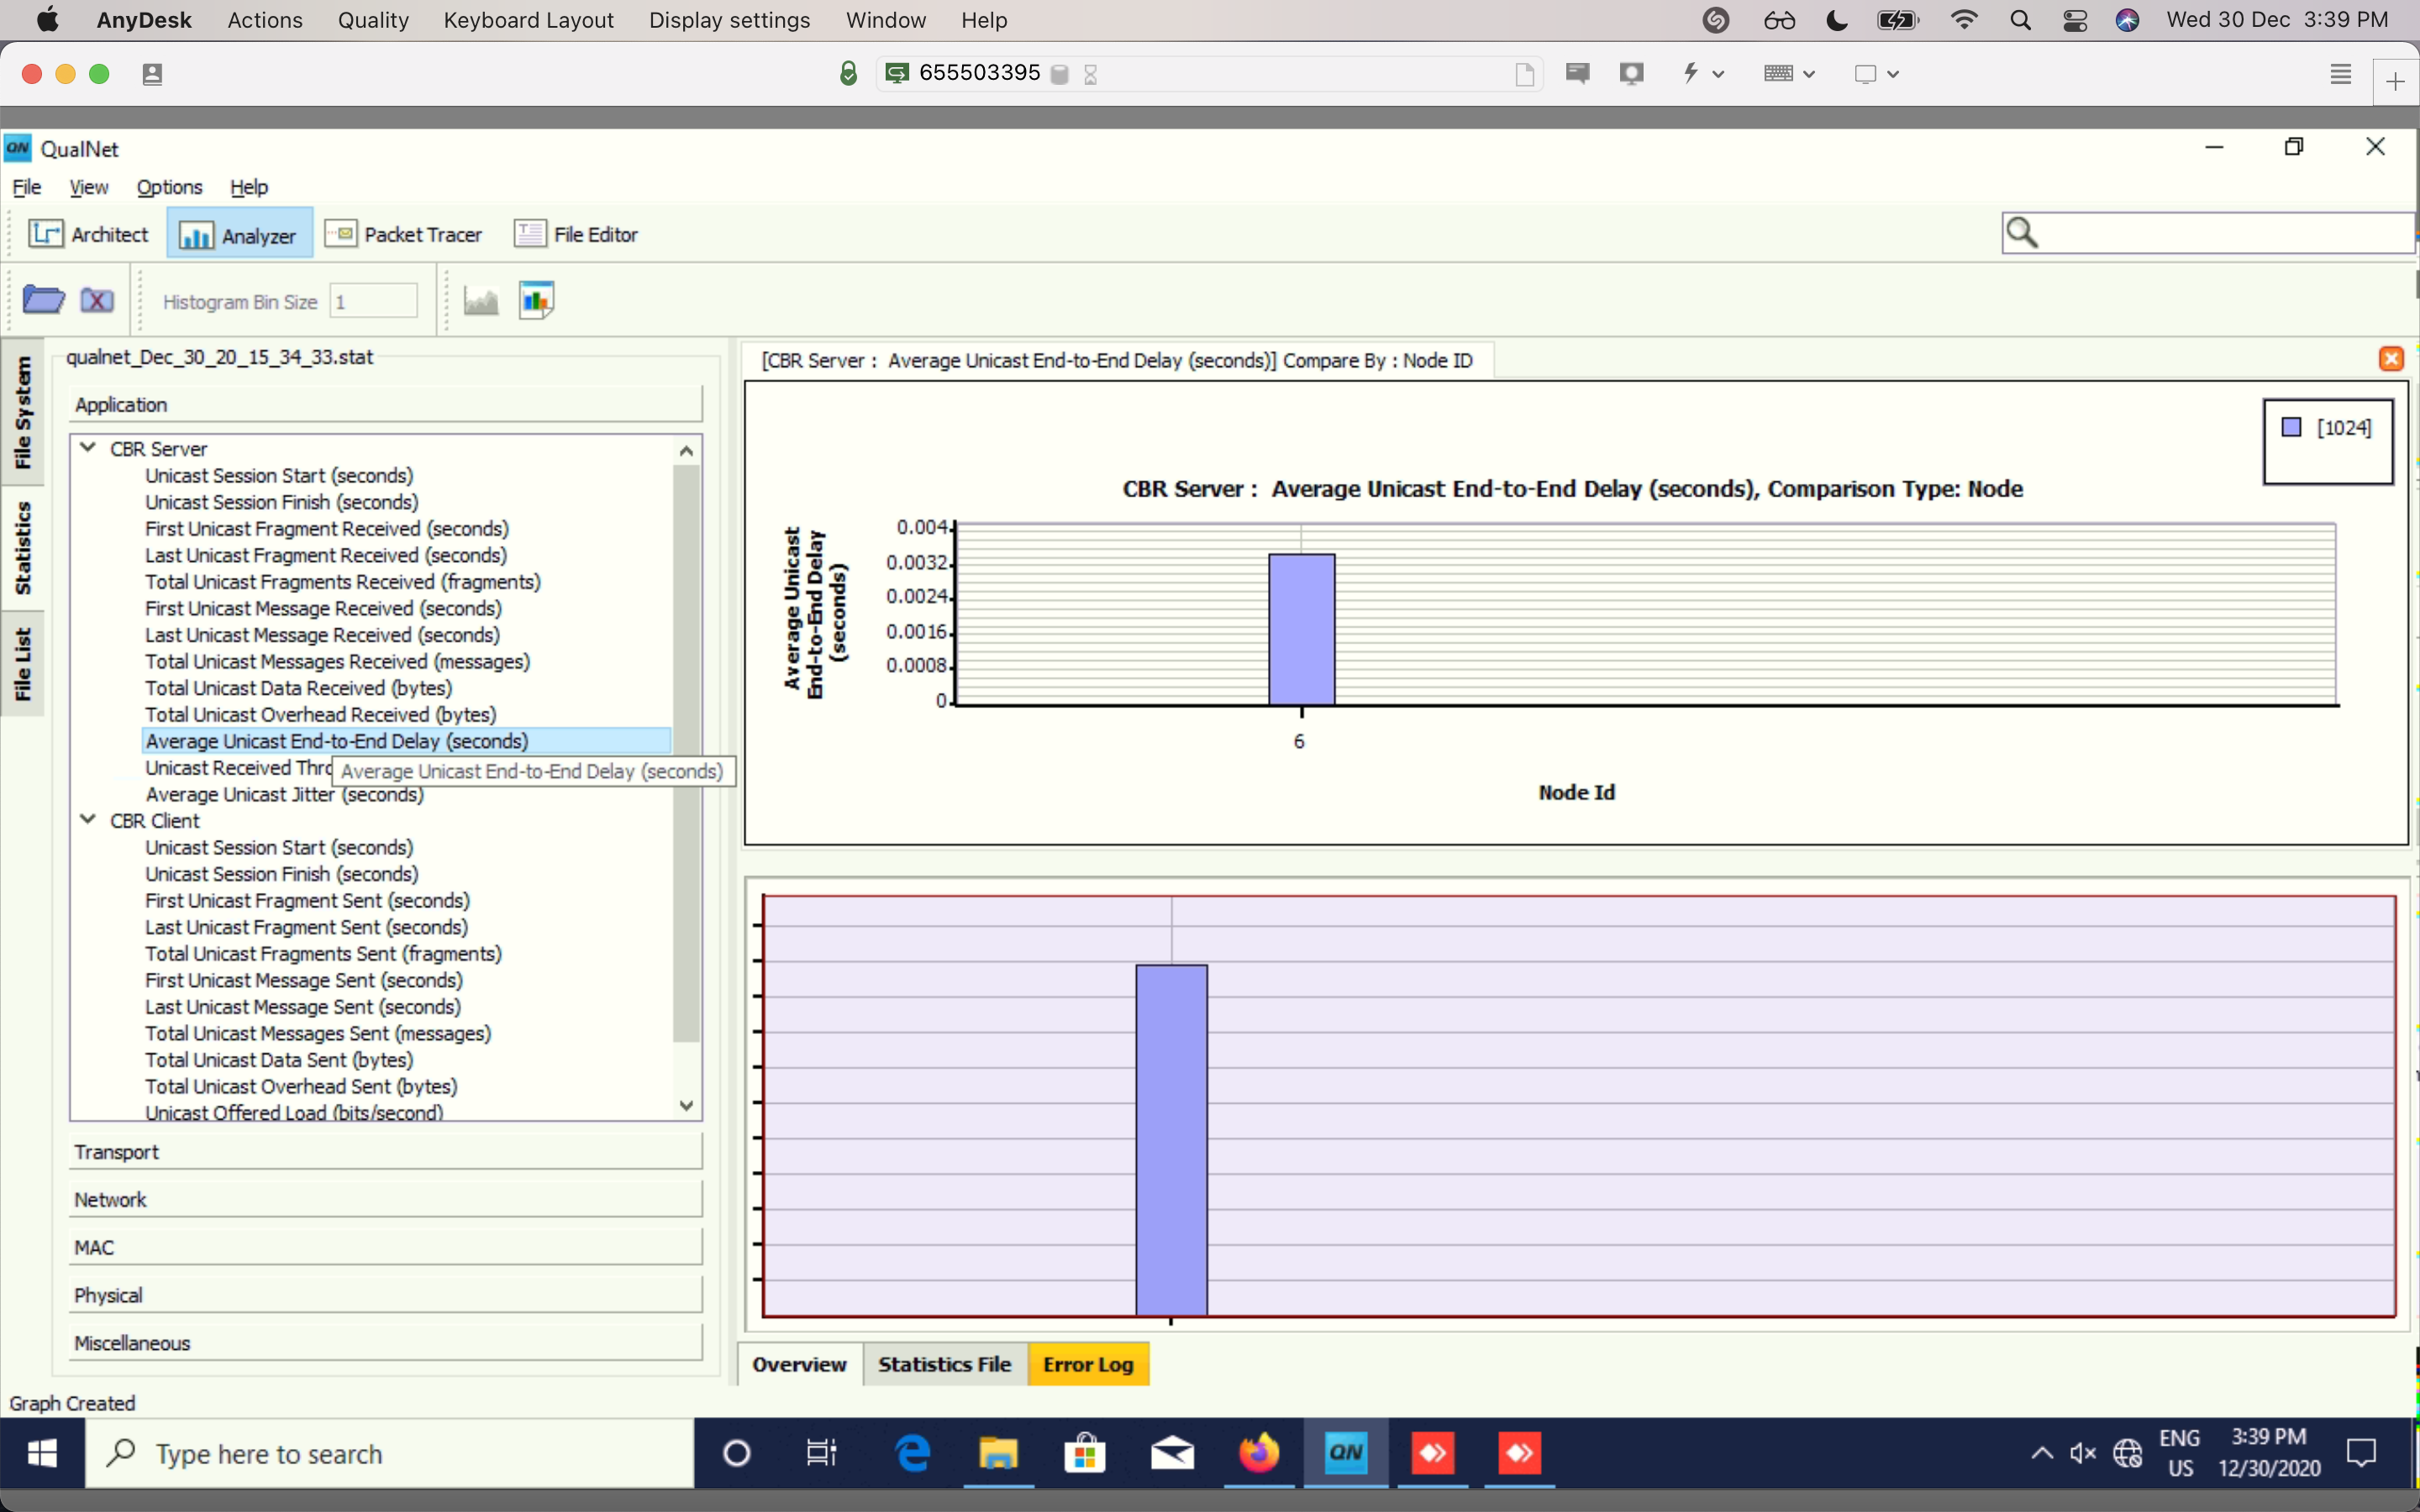 AnyDesk Actions Quality Keyboard Layout Display settings Window Help Wed 30 Dec 3:39 PM
655503395
QN QualNet
File View Options Help
Architect Analyzer Packet Tracer File Editor
Histogram Bin Size 1
File System
Statistics
File List
qualnet_Dec_30_20_15_34_33.stat
Application
CBR Server
Unicast Session Start (seconds)
Unicast Session Finish (seconds)
First Unicast Fragment Received (seconds)
Last Unicast Fragment Received (seconds)
Total Unicast Fragments Received (fragments)
First Unicast Message Received (seconds)
Last Unicast Message Received (seconds)
Total Unicast Messages Received (messages)
Total Unicast Data Received (bytes)
Total Unicast Overhead Received (bytes)
Average Unicast End-to-End Delay (seconds)
Unicast Received Thro
Average Unicast End-to-End Delay (seconds)
Average Unicast Jitter (seconds)
CBR Client
Unicast Session Start (seconds)
Unicast Session Finish (seconds)
First Unicast Fragment Sent (seconds)
Last Unicast Fragment Sent (seconds)
Total Unicast Fragments Sent (fragments)
First Unicast Message Sent (seconds)
Last Unicast Message Sent (seconds)
Total Unicast Messages Sent (messages)
Total Unicast Data Sent (bytes)
Total Unicast Overhead Sent (bytes)
Unicast Offered Load (bits/second)
Transport
Network
MAC
Physical
Miscellaneous
[CBR Server : Average Unicast End-to-End Delay (seconds)] Compare By : Node ID
[1024]
CBR Server : Average Unicast End-to-End Delay (seconds), Comparison Type: Node
Average Unicast
End-to-End Delay
(seconds)
0.004
0.0032
0.0024
0.0016
0.0008
0
6
Node Id
Overview Statistics File Error Log
Graph Created
Type here to search
QN
ENG
US
3:39 PM
12/30/2020